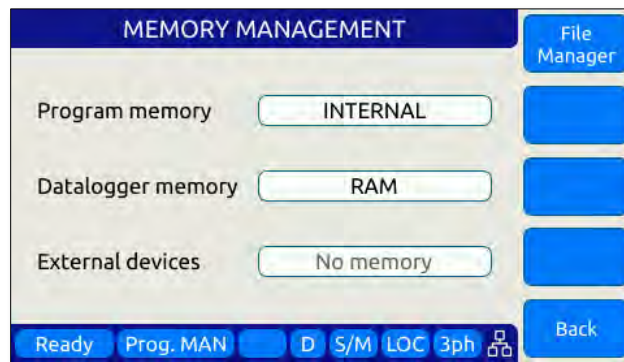 MEMORY MANAGEMENT
File
Manager
Program memory INTERNAL
Datalogger memory RAM
External devices No memory
Back
Ready Prog. MAN D S/M LOC 3ph